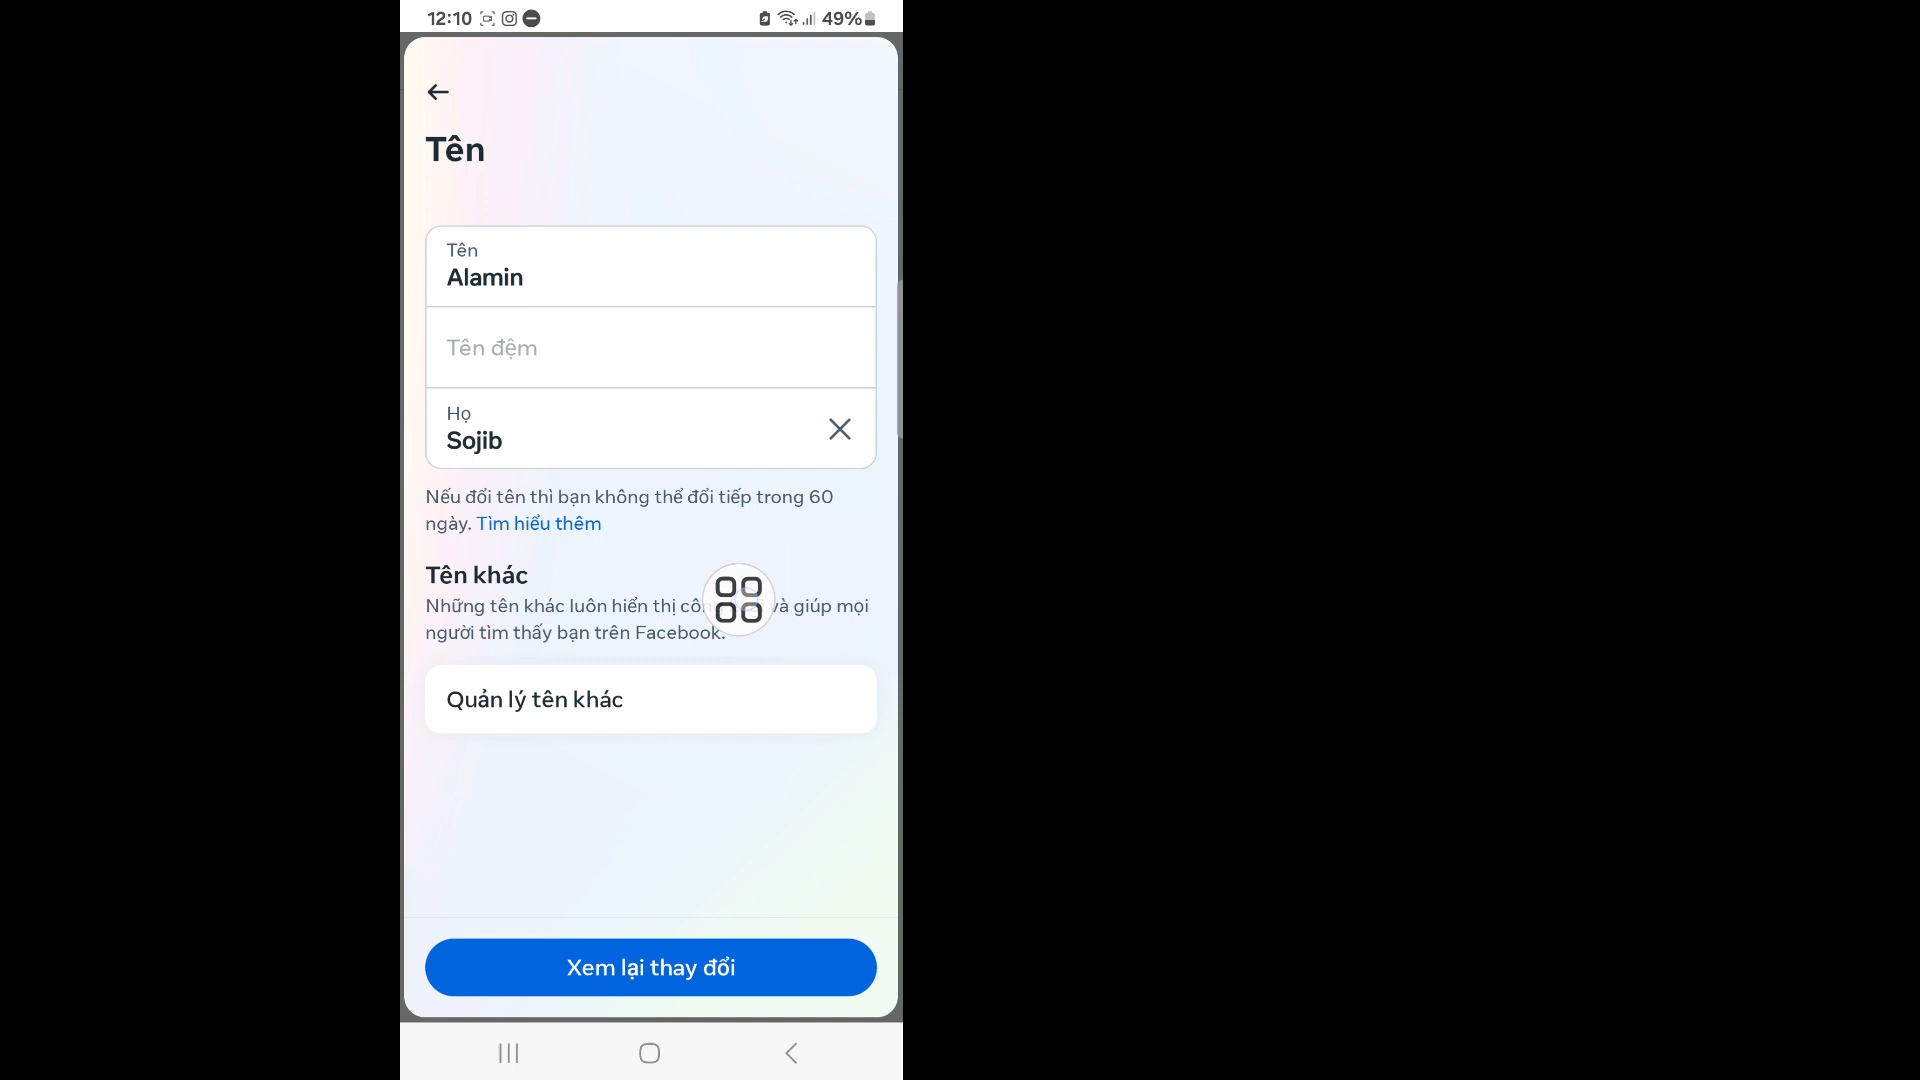 12:10 49%
Tên
Tên
Alamin
Tên đệm
Họ
Sojib
Nếu đổi tên thì bạn không thể đổi tiếp trong 60
ngày. Tìm hiểu thêm
Tên khác
Những tên khác luôn hiển thị và giúp mọi
người tìm thấy bạn trên Facebook.
Quản lý tên khác
Xem lại thay đổi